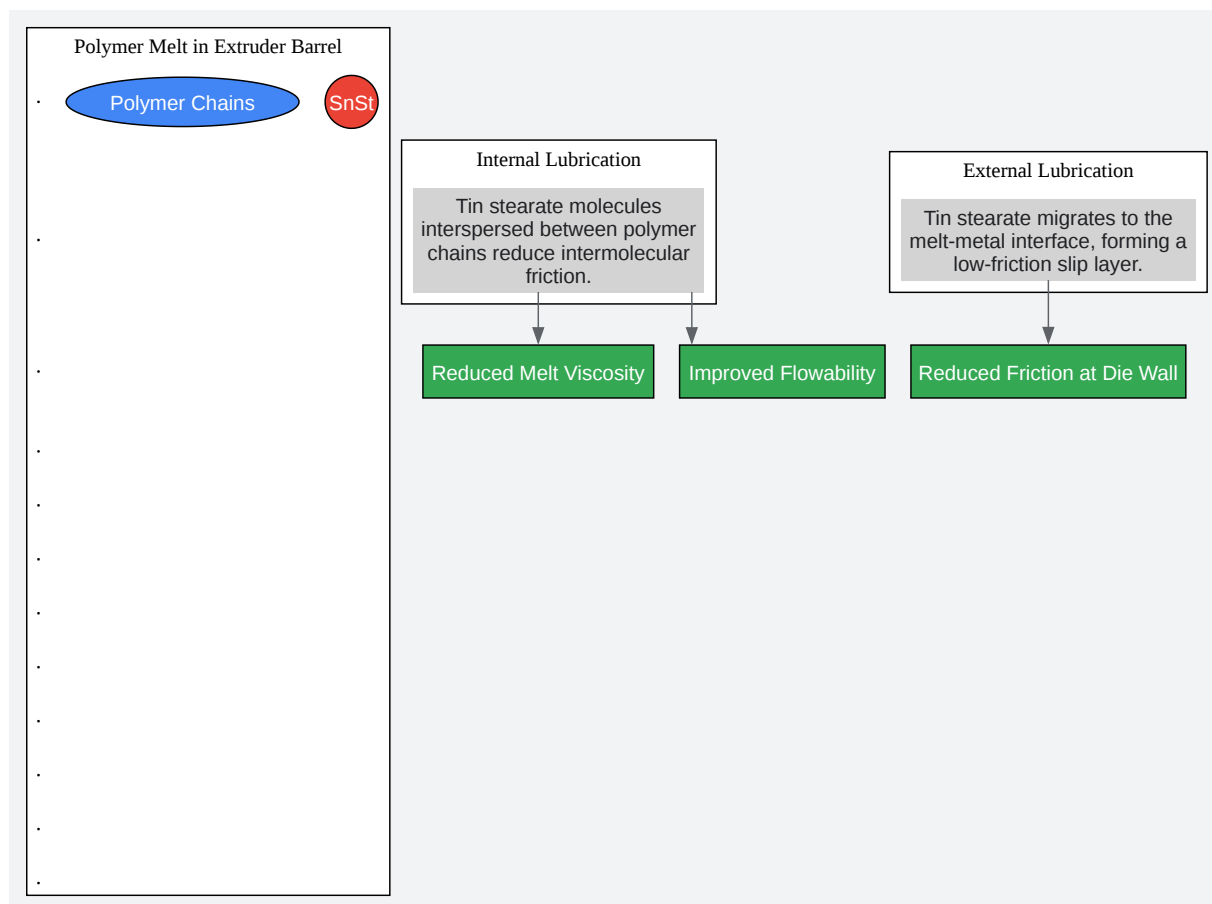 Polymer Melt in Extruder Barrel
. Polymer Chains SnSt
.
.
.
.
.
.
.
.
.
.
.
Internal Lubrication
Tin stearate molecules
interspersed between polymer
chains reduce intermolecular
friction.
External Lubrication
Tin stearate migrates to the
melt-metal interface, forming a
low-friction slip layer.
Reduced Melt Viscosity
Improved Flowability
Reduced Friction at Die Wall